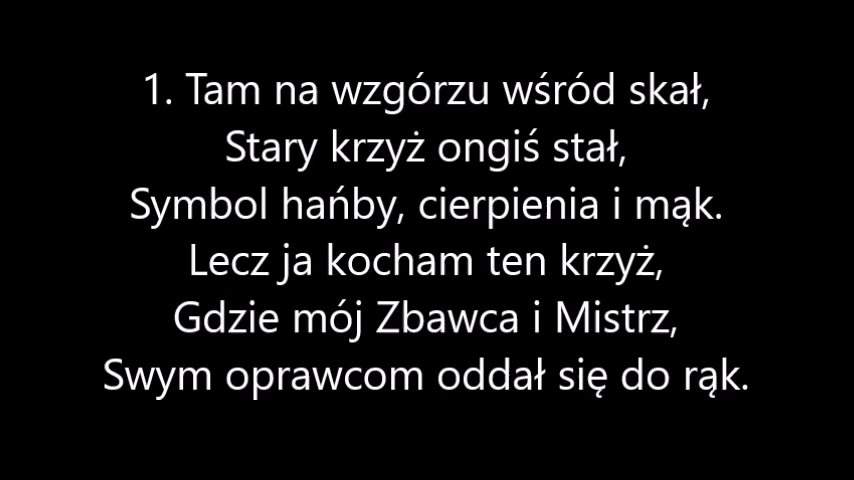 1. Tam na wzgórzu wśród skał,
Stary krzyż ongiś stał,
Symbol hańby, cierpienia i mąk.
Lecz ja kocham ten krzyż,
Gdzie mój Zbawca i Mistrz,
Swym oprawcom oddał się do rąk.